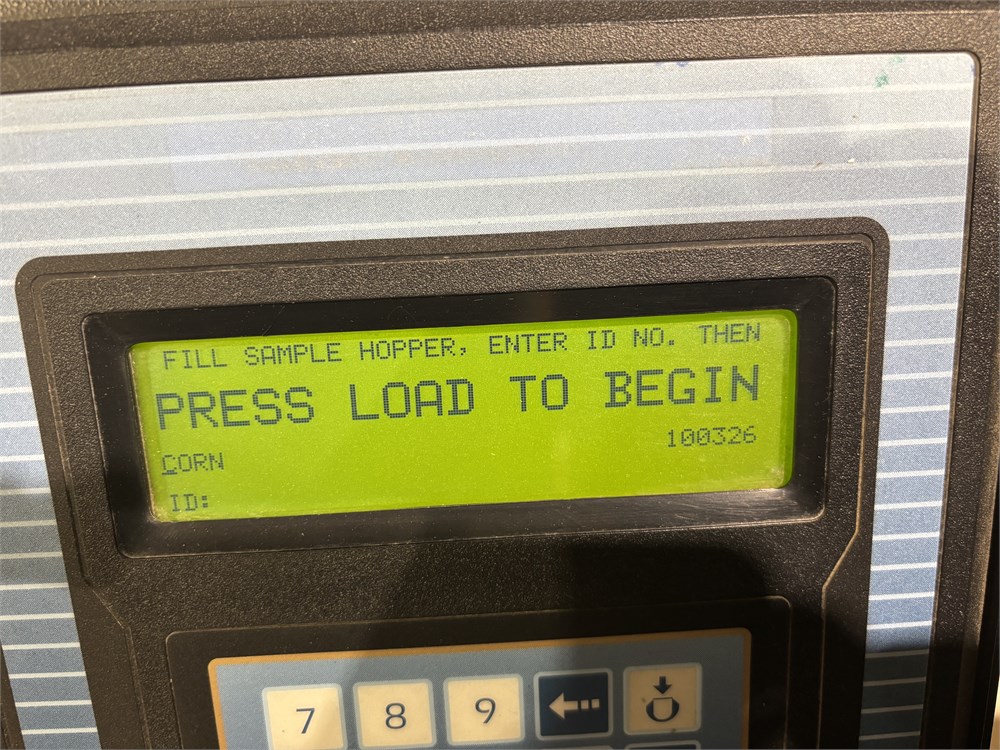 FILL SAMPLE HOPPER, ENTER ID NO. THEN
PRESS LOAD TO BEGIN
100326
CORN
ID:
7 8 9